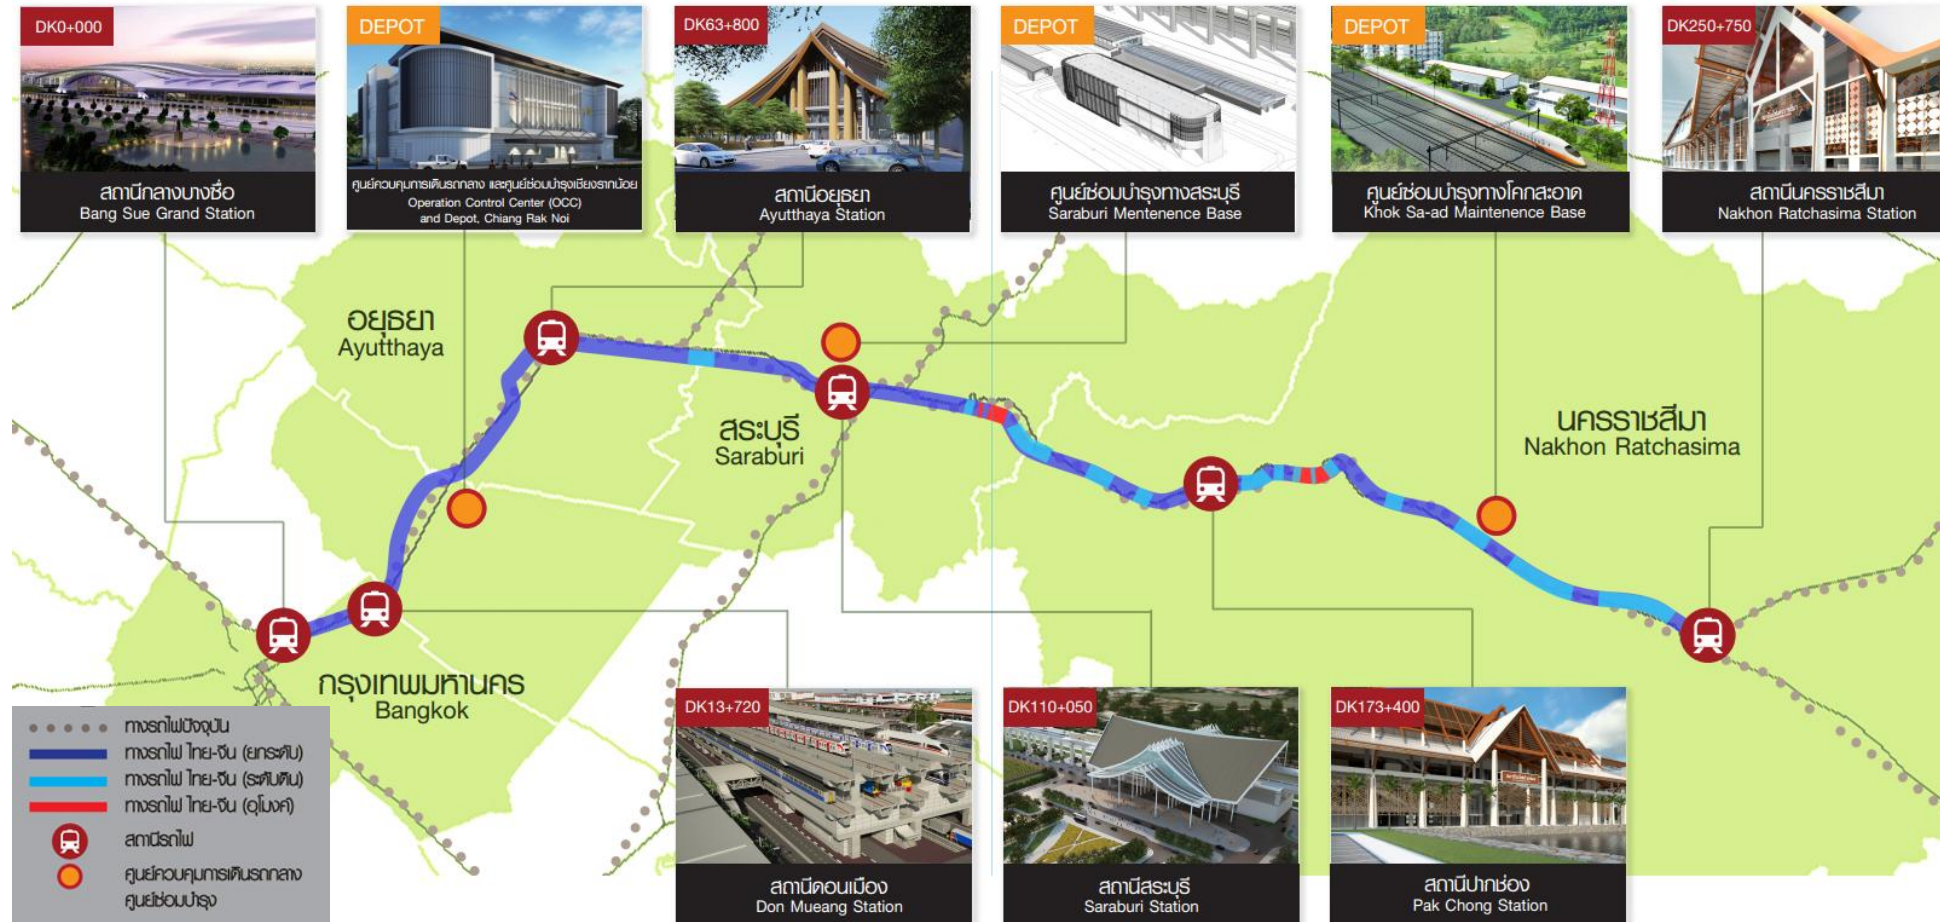 DK0+000
สถานีกลางบางซื่อ
Bang Sue Grand Station
DEPOT
ศูนย์ควบคุมการเดินรถกลาง และศูนย์ซ่อมบำรุงเชียงรากน้อย
Operation Control Center (OCC)
and Depot, Chiang Rak Noi
DK63+800
สถานีอยุธยา
Ayutthaya Station
DEPOT
ศูนย์ซ่อมบำรุงทางสระบุรี
Saraburi Mentenence Base
DEPOT
ศูนย์ซ่อมบำรุงทางโคกสะอาด
Khok Sa-ad Maintenence Base
DK250+750
สถานีนครราชสีมา
Nakhon Ratchasima Station
อยุธยา
Ayutthaya
สระบุรี
Saraburi
นครราชสีมา
Nakhon Ratchasima
กรุงเทพมหานคร
Bangkok
ทางรถไฟปัจจุบัน
ทางรถไฟ ไทย-จีน (ยกระดับ)
ทางรถไฟ ไทย-จีน (ระดับดิน)
ทางรถไฟ ไทย-จีน (อุโมงค์)
สถานีรถไฟ
ศูนย์ควบคุมการเดินรถกลาง
ศูนย์ซ่อมบำรุง
DK13+720
สถานีดอนเมือง
Don Mueang Station
DK110+050
สถานีสระบุรี
Saraburi Station
DK173+400
สถานีปากช่อง
Pak Chong Station